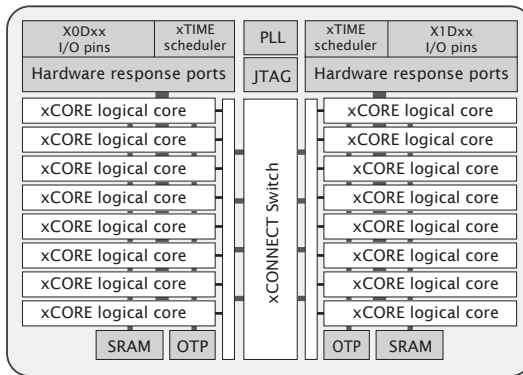 X0Dxx
I/O pins
xTIME
scheduler
PLL
xTIME
scheduler
X1Dxx
I/O pins
Hardware response ports
JTAG
Hardware response ports
xCORE logical core
xCORE logical core
xCORE logical core
xCORE logical core
xCORE logical core
xCORE logical core
xCORE logical core
xCORE logical core
xCONNECT Switch
xCORE logical core
xCORE logical core
xCORE logical core
xCORE logical core
xCORE logical core
xCORE logical core
xCORE logical core
xCORE logical core
SRAM
OTP
OTP
SRAM